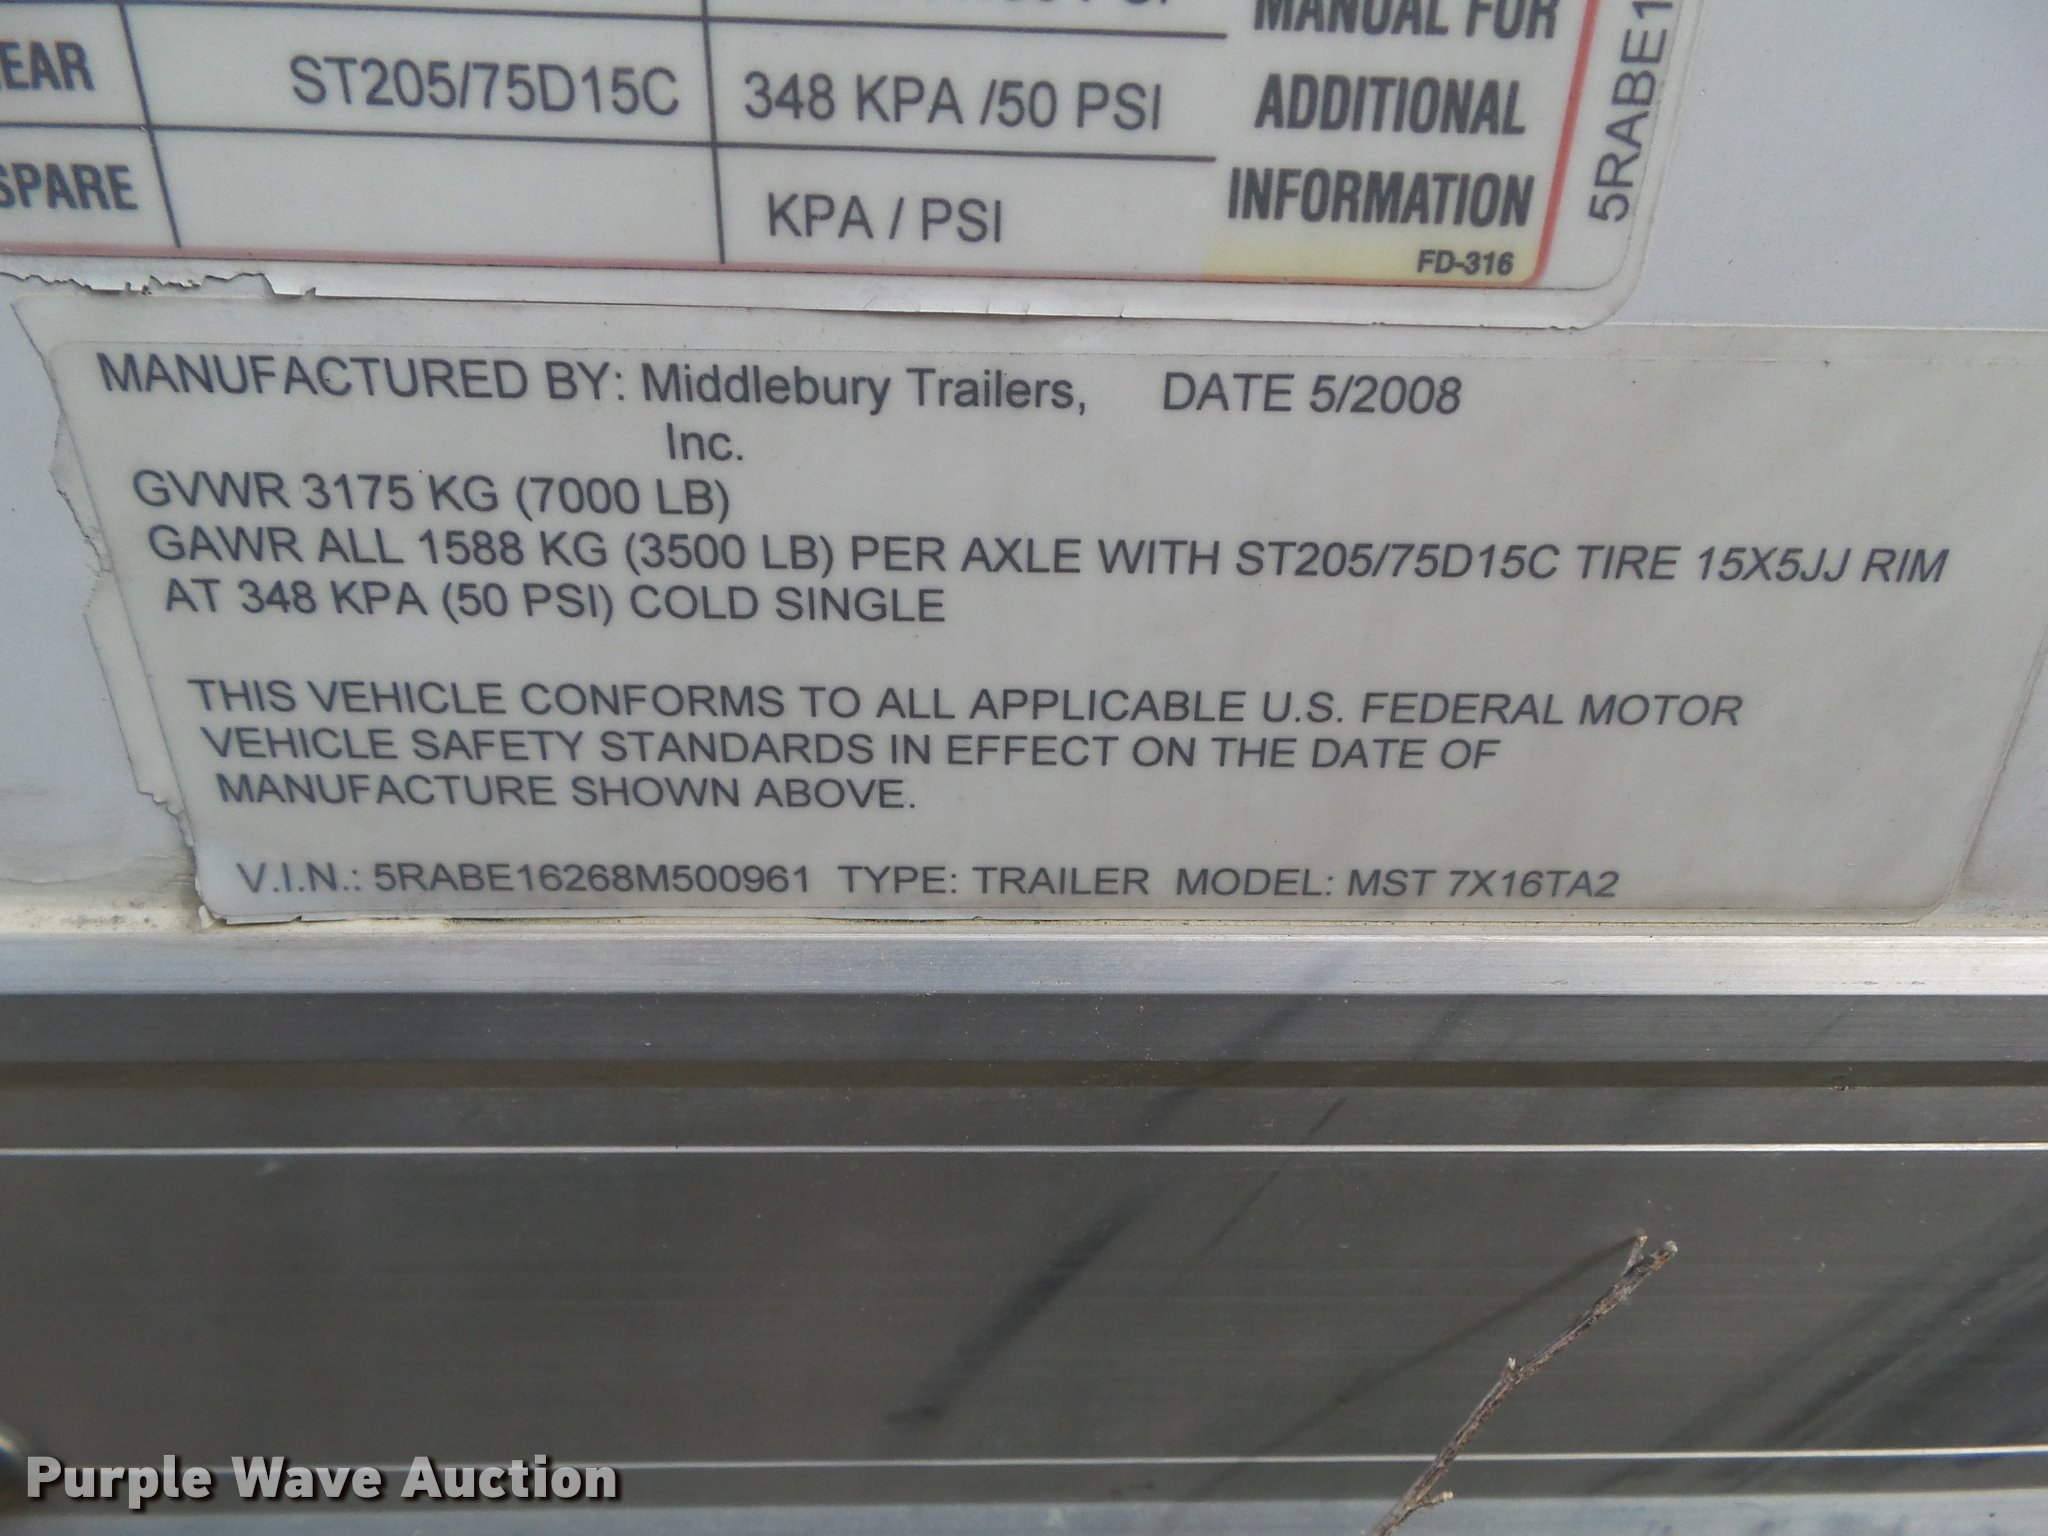 MANUAL FOR
EAR ST205/75D15C 348 KPA /50 PSI ADDITIONAL
SPARE KPA / PSI INFORMATION
FD-316
5RABE1
MANUFACTURED BY: Middlebury Trailers, DATE 5/2008
Inc.
GVWR 3175 KG (7000 LB)
GAWR ALL 1588 KG (3500 LB) PER AXLE WITH ST205/75D15C TIRE 15X5JJ RIM
AT 348 KPA (50 PSI) COLD SINGLE
THIS VEHICLE CONFORMS TO ALL APPLICABLE U.S. FEDERAL MOTOR
VEHICLE SAFETY STANDARDS IN EFFECT ON THE DATE OF
MANUFACTURE SHOWN ABOVE.
V.I.N.: 5RABE16268M500961 TYPE: TRAILER MODEL: MST 7X16TA2
Purple Wave Auction